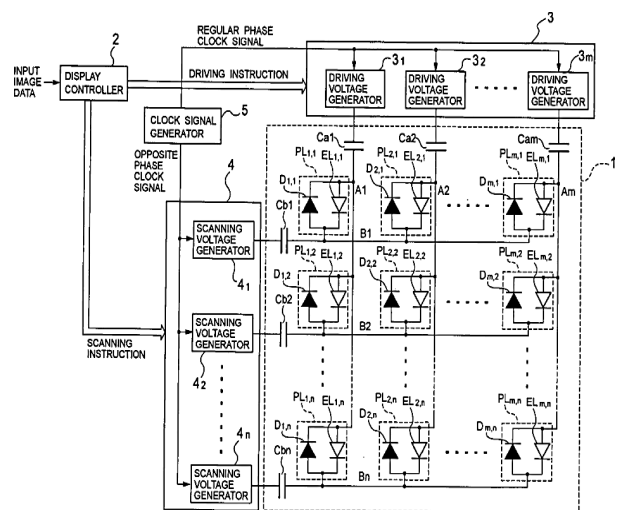 REGULAR PHASE
CLOCK SIGNAL
3
2
INPUT
IMAGE
DATA
DISPLAY
CONTROLLER
DRIVING INSTRUCTION
31
DRIVING
VOLTAGE
GENERATOR
32
DRIVING
VOLTAGE
GENERATOR
3m
DRIVING
VOLTAGE
GENERATOR
5
CLOCK SIGNAL
GENERATOR
OPPOSITE
PHASE
CLOCK
SIGNAL
Ca1
Ca2
Cam
1
4
PL1,1 EL1,1
D1,1
A1
PL2,1 EL2,1
D2,1
A2
PLm,1 ELm,1
Dm,1
Am
SCANNING
VOLTAGE
GENERATOR
41
Cb1
B1
PL1,2 EL1,2
D1,2
PL2,2 EL2,2
D2,2
PLm,2 ELm,2
Dm,2
SCANNING
VOLTAGE
GENERATOR
42
Cb2
B2
SCANNING
INSTRUCTION
PL1,n EL1,n
D1,n
PL2,n EL2,n
D2,n
PLm,n ELm,n
Dm,n
4n
SCANNING
VOLTAGE
GENERATOR
Cbn
Bn